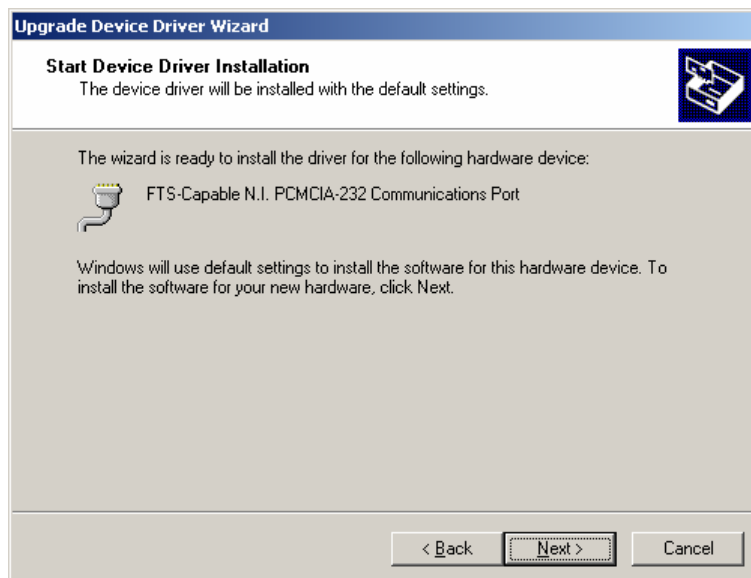 Upgrade Device Driver Wizard
Start Device Driver Installation
The device driver will be installed with the default settings.
The wizard is ready to install the driver for the following hardware device:
FTS-Capable N.I. PCMCIA-232 Communications Port
Windows will use default settings to install the software for this hardware device. To
install the software for your new hardware, click Next.
< Back Next > Cancel